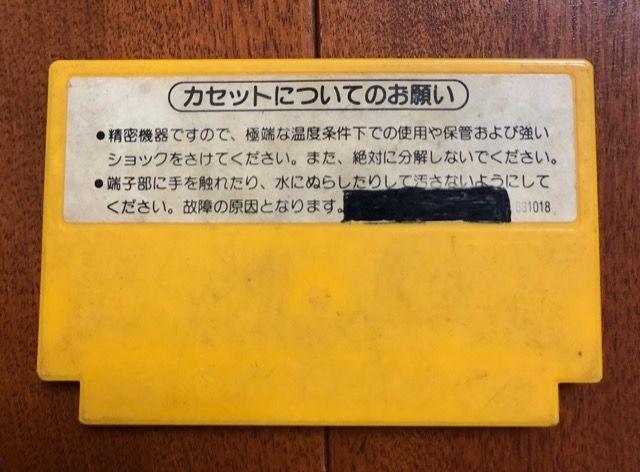 カセットについてのお願い
●精密機器ですので、極端な温度条件下での使用や保管および強い
ショックをさけてください。また、絶対に分解しないでください。
●端子部に手を触れたり、水にぬらしたりして汚さないようにして
ください。故障の原因となります。
831018